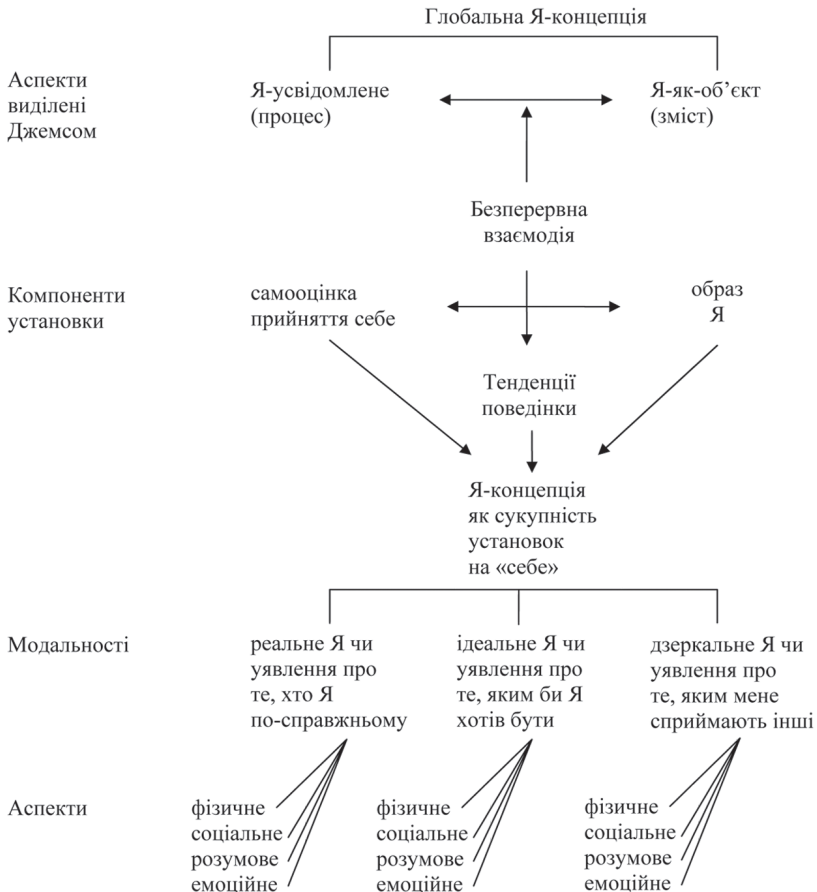 Глобальна Я-концепція
Аспекти
виділені
Джемсом
Я-усвідомлене
(процес)
Я-як-об’єкт
(зміст)
Безперервна
взаємодія
Компоненти
установки
самооцінка
прийняття себе
образ
Я
Тенденції
поведінки
Я-концепція
як сукупність
установок
на «себе»
Модальності
реальне Я чи
уявлення про
те, хто Я
по-справжньому
ідеальне Я чи
уявлення про
те, яким би Я
хотів бути
дзеркальне Я чи
уявлення про
те, яким мене
сприймають інші
Аспекти
фізичне
соціальне
розумове
емоційне
фізичне
соціальне
розумове
емоційне
фізичне
соціальне
розумове
емоційне